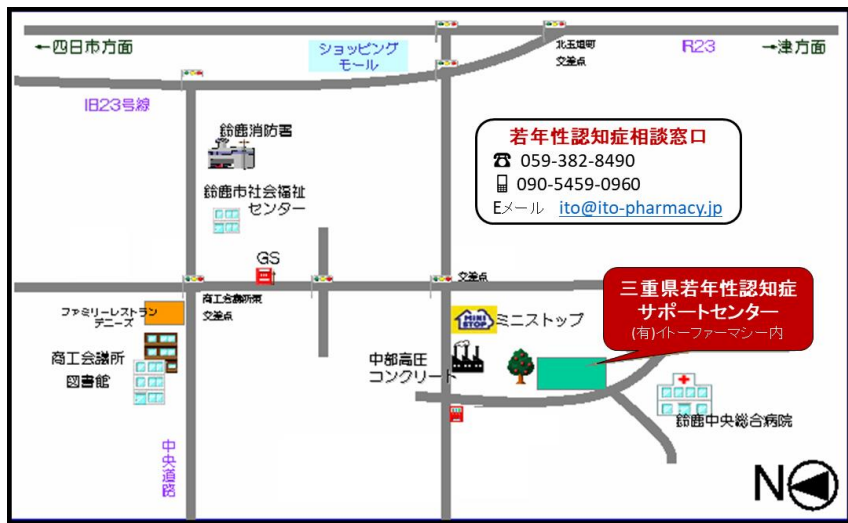 ←四日市方面
ショッピング
モール
北玉垣町
交差点
R23
→津方面
旧23号線
鈴鹿消防署
若年性認知症相談窓口
☎ 059-382-8490
090-5459-0960
Eメール ito@ito-pharmacy.jp
鈴鹿市社会福祉
センター
GS
交差点
商工会議所東
交差点
三重県若年性認知症
サポートセンター
(有)イトーファーマシー内
ファミリーレストラン
デニーズ
MINI
STOP
ミニストップ
商工会議所
図書館
中部高圧
コンクリート
鈴鹿中央総合病院
中央道路
N